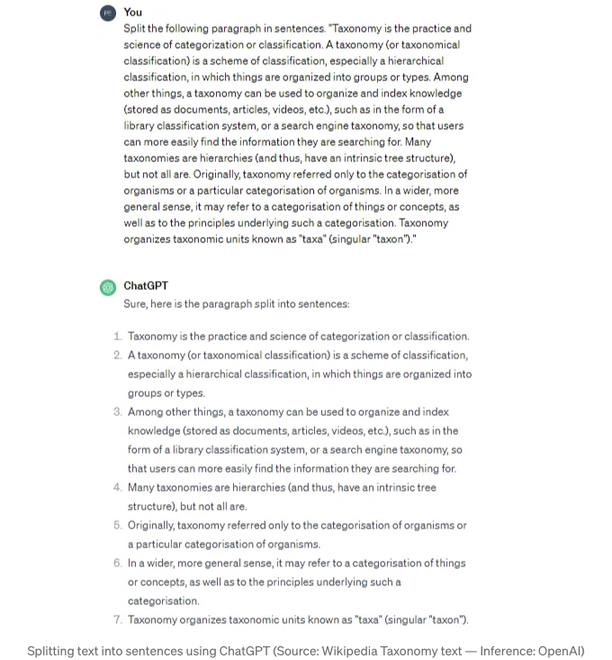 PE You
Split the following paragraph in sentences. "Taxonomy is the practice and
science of categorization or classification. A taxonomy (or taxonomical
classification) is a scheme of classification, especially a hierarchical
classification, in which things are organized into groups or types. Among
other things, a taxonomy can be used to organize and index knowledge
(stored as documents, articles, videos, etc.), such as in the form of a
library classification system, or a search engine taxonomy, so that users
can more easily find the information they are searching for. Many
taxonomies are hierarchies (and thus, have an intrinsic tree structure),
but not all are. Originally, taxonomy referred only to the categorisation of
organisms or a particular categorisation of organisms. In a wider, more
general sense, it may refer to a categorisation of things or concepts, as
well as to the principles underlying such a categorisation. Taxonomy
organizes taxonomic units known as "taxa" (singular "taxon")."
ChatGPT
Sure, here is the paragraph split into sentences:
1. Taxonomy is the practice and science of categorization or classification.
2. A taxonomy (or taxonomical classification) is a scheme of classification,
especially a hierarchical classification, in which things are organized into
groups or types.
3. Among other things, a taxonomy can be used to organize and index
knowledge (stored as documents, articles, videos, etc.), such as in the
form of a library classification system, or a search engine taxonomy, so
that users can more easily find the information they are searching for.
4. Many taxonomies are hierarchies (and thus, have an intrinsic tree
structure), but not all are.
5. Originally, taxonomy referred only to the categorisation of organisms or
a particular categorisation of organisms.
6. In a wider, more general sense, it may refer to a categorisation of things
or concepts, as well as to the principles underlying such a
categorisation.
7. Taxonomy organizes taxonomic units known as "taxa" (singular "taxon").
Splitting text into sentences using ChatGPT (Source: Wikipedia Taxonomy text — Inference: OpenAI)